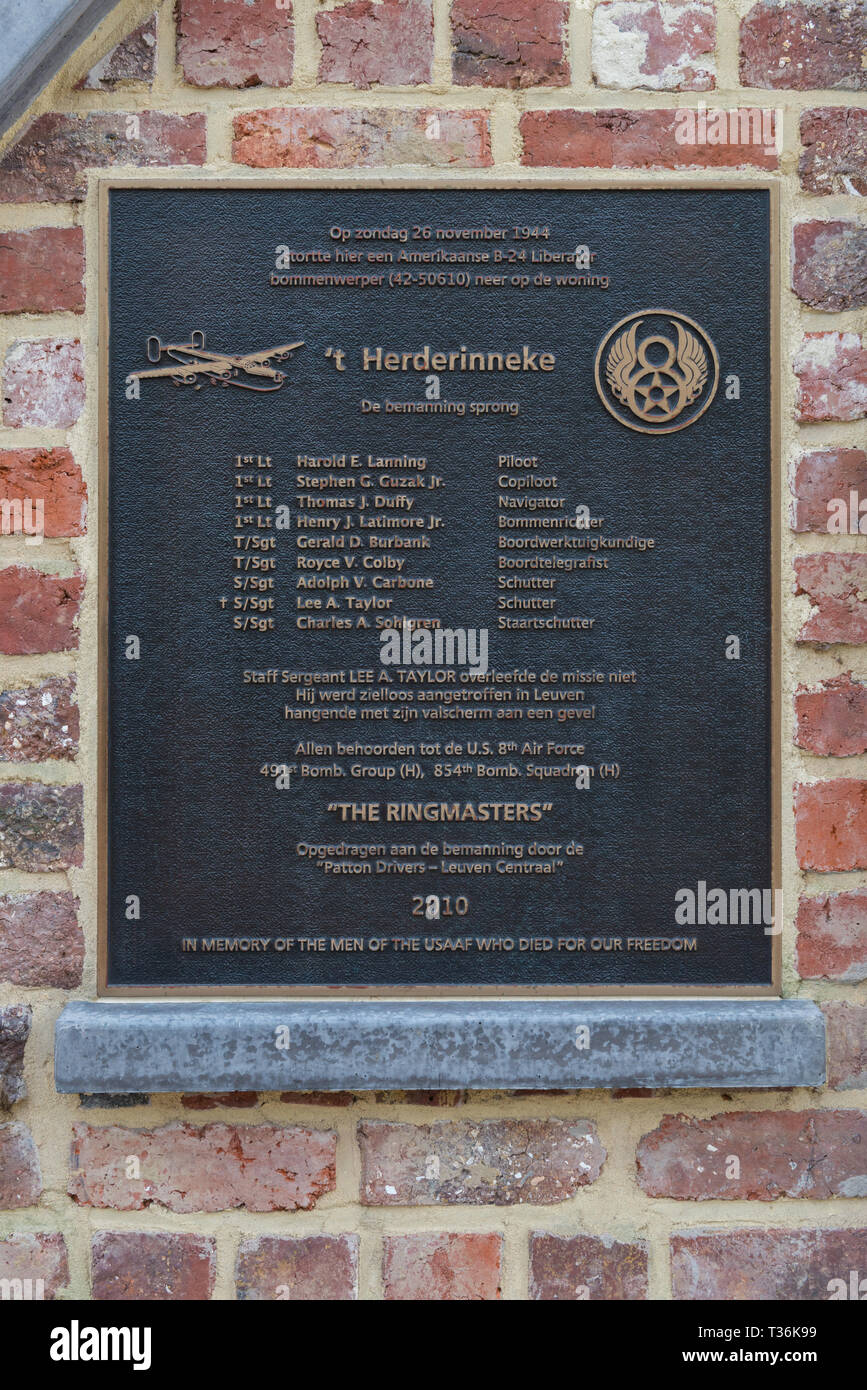 Op zondag 26 november 1944
stortte hier een Amerikaanse B-24 Liberator
bommenwerper (42-50610) neer op de woning
't Herderinneke
8
De bemanning sprong
1st Lt Harold E. Lanning Piloot
1st Lt Stephen G. Guzak Jr. Copiloot
1st Lt Thomas J. Duffy Navigator
1st Lt Henry J. Latimore Jr. Bommenrichter
T/Sgt Gerald D. Burbank Boordwerktuigkundige
T/Sgt Royce V. Colby Boordtelegrafist
S/Sgt Adolph V. Carbone Schutter
† S/Sgt Lee A. Taylor Schutter
S/Sgt Charles A. Sohlgren Staartschutter
Staff Sergeant LEE A. TAYLOR overleefde de missie niet
Hij werd zielloos aangetroffen in Leuven
hangende met zijn valscherm aan een gevel
Allen behoorden tot de U.S. 8th Air Force
491st Bomb. Group (H), 854th Bomb. Squadron (H)
"THE RINGMASTERS"
Opgedragen aan de bemanning door de
"Patton Drivers – Leuven Centraal"
2010
IN MEMORY OF THE MEN OF THE USAAF WHO DIED FOR OUR FREEDOM
alamy
Image ID: T36K99
www.alamy.com